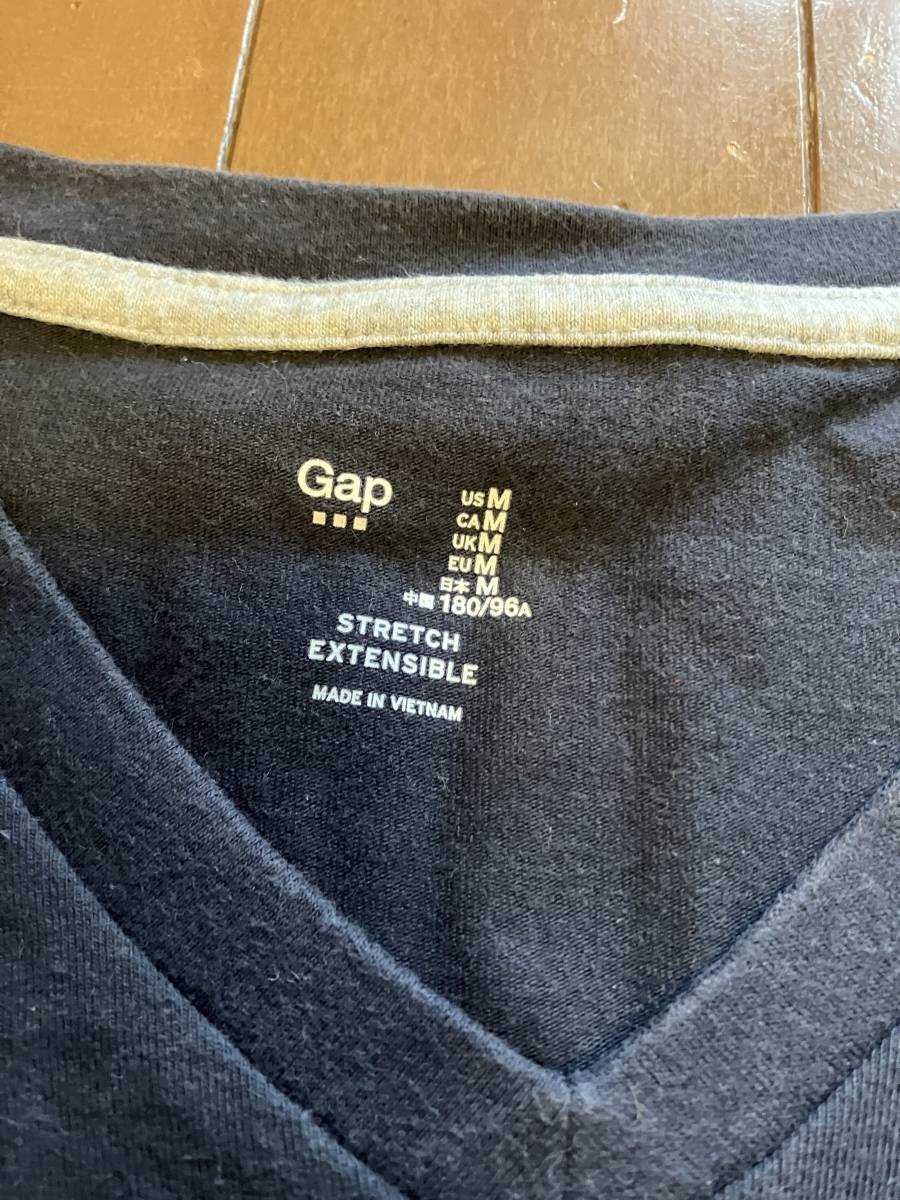 Gap
US M
CA M
UK M
EU M
日本 M
中国 180/96A
STRETCH
EXTENSIBLE
MADE IN VIETNAM